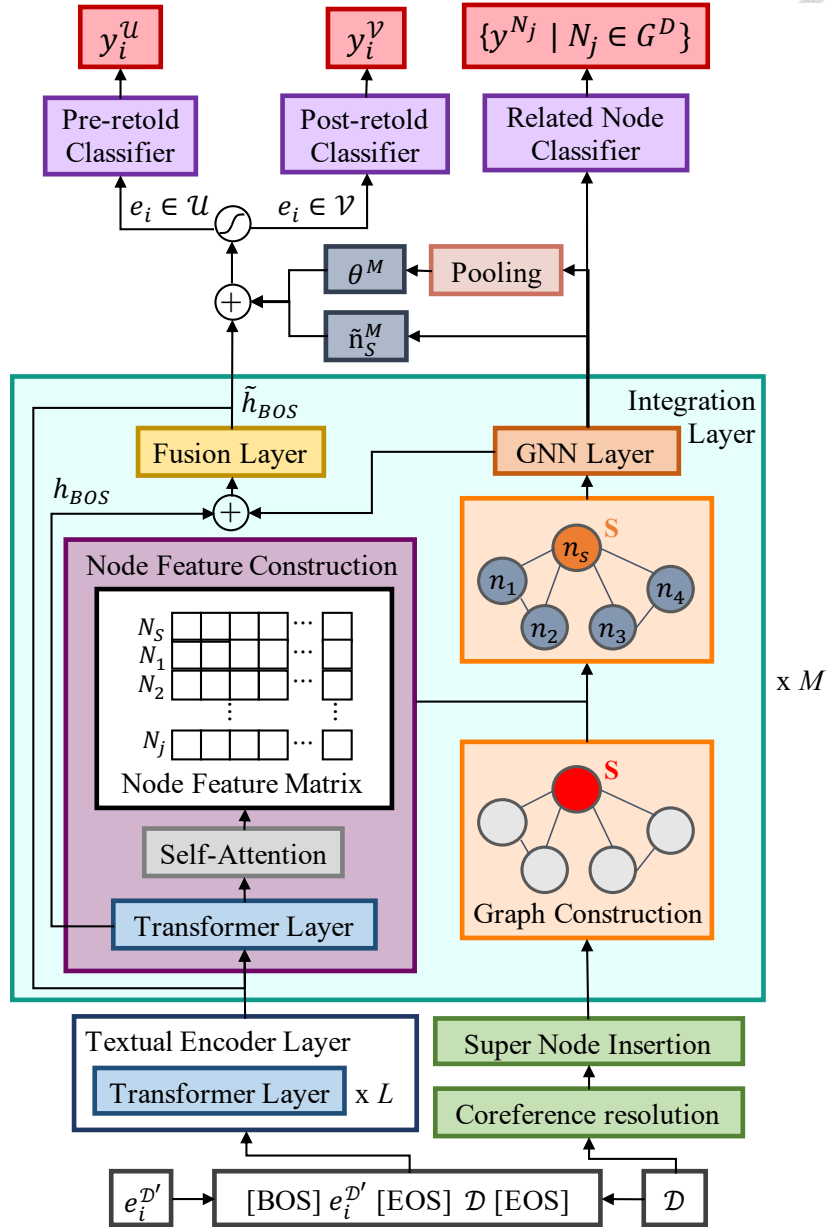 y_i^𝒰
y_i^𝒱
{y^{N_j} | N_j ∈ G^D}
Pre-retold
Classifier
Post-retold
Classifier
Related Node
Classifier
e_i ∈ 𝒰
e_i ∈ 𝒱
θ^M
Pooling
+
ñ_S^M
h̃_{BOS}
Integration
Layer
Fusion Layer
GNN Layer
h_{BOS}
+
S
n_s
n_1
n_2
n_3
n_4
Node Feature Construction
N_S
...
N_1
...
N_2
...
⋮
⋮
N_j
...
Node Feature Matrix
x M
S
Self-Attention
Graph Construction
Transformer Layer
Textual Encoder Layer
Transformer Layer
x L
Super Node Insertion
Coreference resolution
e_i^{𝒟'}
[BOS] e_i^{𝒟'} [EOS] 𝒟 [EOS]
𝒟